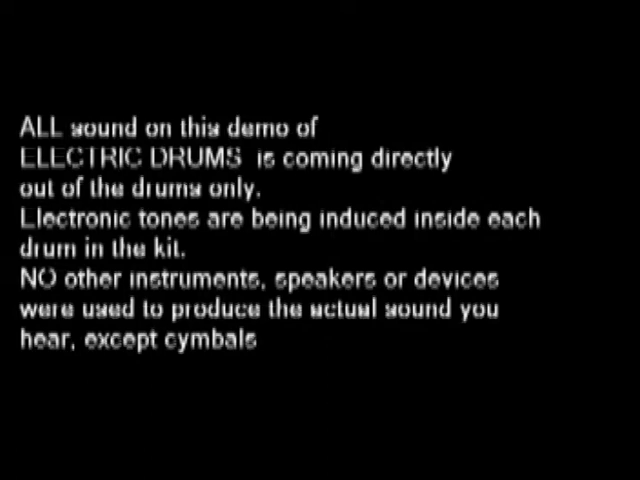 ALL sound on this demo of
ELECTRIC DRUMS is coming directly
out of the drums only.
Electronic tones are being induced inside each
drum in the kit.
NO other instruments, speakers or devices
were used to produce the actual sound you
hear, except cymbals